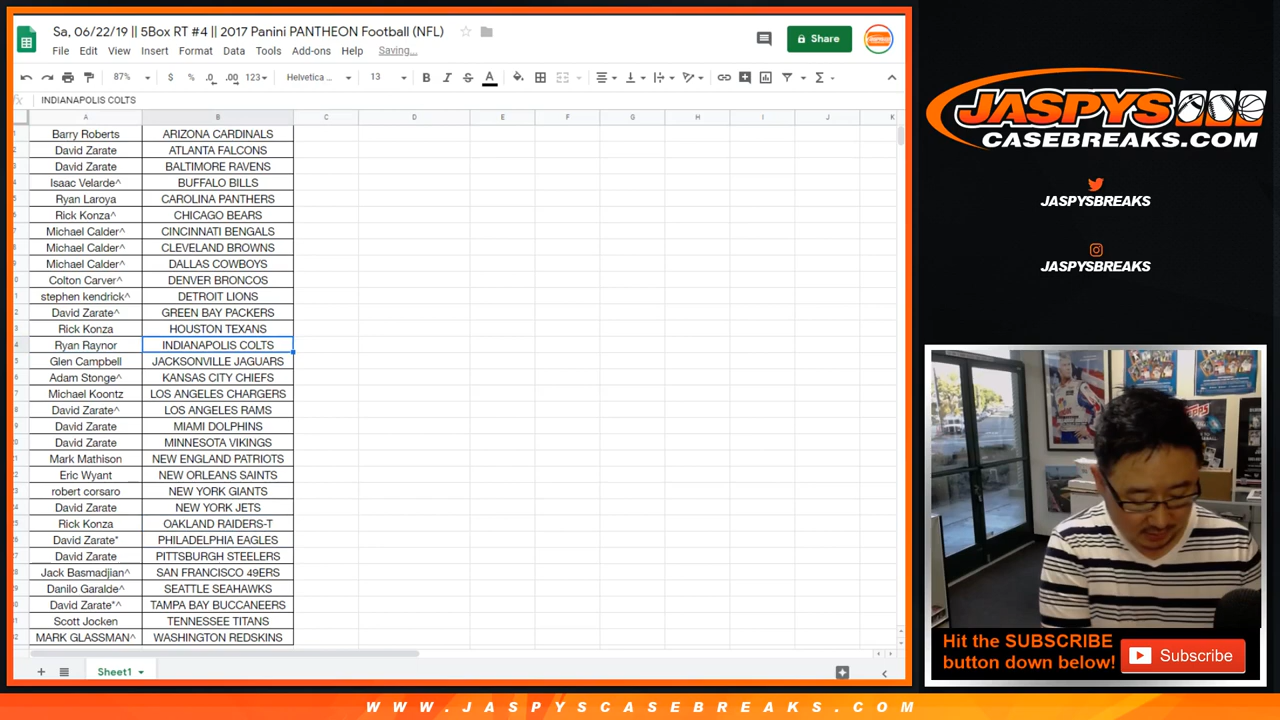 Sa, 06/22/19 || 5Box RT #4 || 2017 Panini PANTHEON Football (NFL)
File Edit View Insert Format Data Tools Add-ons Help Saving...
Share
87% $ % .0 .00 123 Helvetica ... 13 B I S A
fx INDIANAPOLIS COLTS
A B C D E F G H I J K
Barry Roberts ARIZONA CARDINALS
David Zarate ATLANTA FALCONS
David Zarate BALTIMORE RAVENS
Isaac Velarde^ BUFFALO BILLS
Ryan Laroya CAROLINA PANTHERS
Rick Konza^ CHICAGO BEARS
Michael Calder^ CINCINNATI BENGALS
Michael Calder^ CLEVELAND BROWNS
Michael Calder^ DALLAS COWBOYS
Colton Carver^ DENVER BRONCOS
stephen kendrick^ DETROIT LIONS
David Zarate^ GREEN BAY PACKERS
Rick Konza HOUSTON TEXANS
Ryan Raynor INDIANAPOLIS COLTS
Glen Campbell JACKSONVILLE JAGUARS
Adam Stonge^ KANSAS CITY CHIEFS
Michael Koontz LOS ANGELES CHARGERS
David Zarate^ LOS ANGELES RAMS
David Zarate MIAMI DOLPHINS
David Zarate MINNESOTA VIKINGS
Mark Mathison NEW ENGLAND PATRIOTS
Eric Wyant NEW ORLEANS SAINTS
robert corsaro NEW YORK GIANTS
David Zarate NEW YORK JETS
Rick Konza OAKLAND RAIDERS-T
David Zarate* PHILADELPHIA EAGLES
David Zarate PITTSBURGH STEELERS
Jack Basmadjian^ SAN FRANCISCO 49ERS
Danilo Garalde^ SEATTLE SEAHAWKS
David Zarate*^ TAMPA BAY BUCCANEERS
Scott Jocken TENNESSEE TITANS
MARK GLASSMAN^ WASHINGTON REDSKINS
Sheet1
JASPYS
CASEBREAKS.COM
JASPYSBREAKS
JASPYSBREAKS
Hit the SUBSCRIBE
button down below!
Subscribe
WWW.JASPYSCASEBREAKS.COM